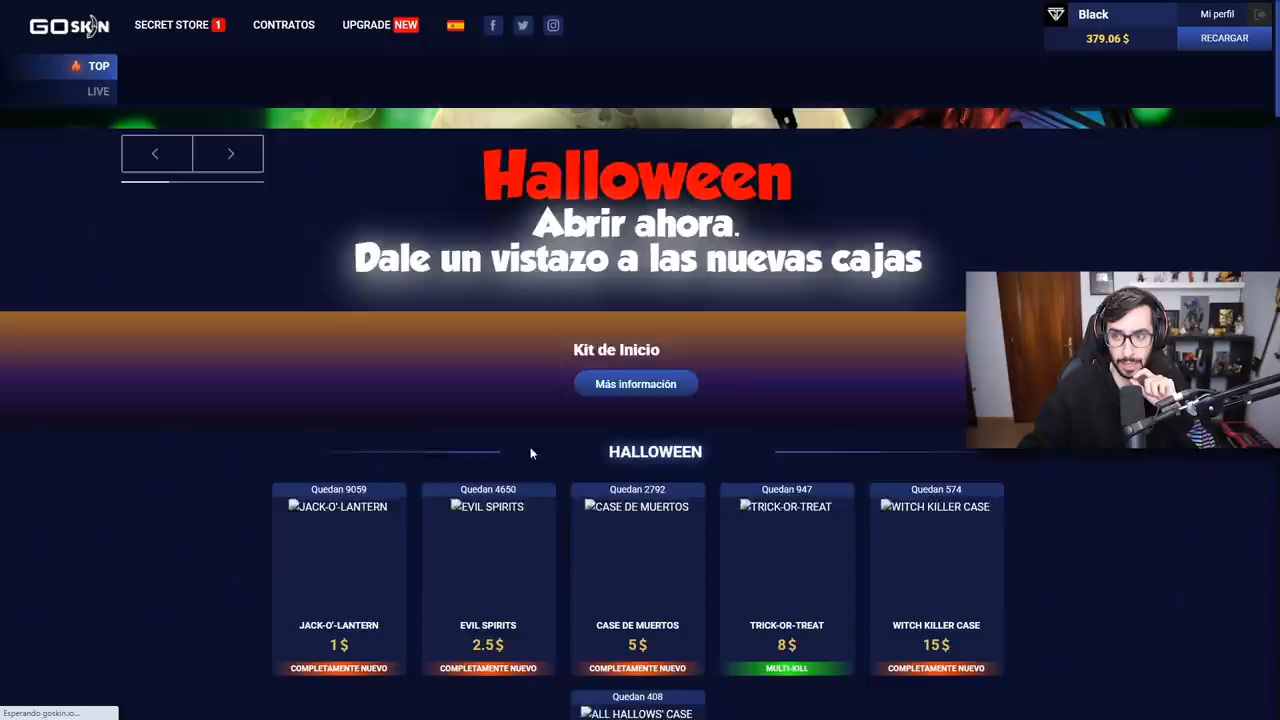 GOSKIN
SECRET STORE 1
CONTRATOS
UPGRADE NEW
Black
Mi perfil
379.06 $
RECARGAR
TOP
LIVE
Halloween
Abrir ahora.
Dale un vistazo a las nuevas cajas
Kit de Inicio
Más información
HALLOWEEN
Quedan 9059
JACK-O'-LANTERN
JACK-O'-LANTERN
1 $
COMPLETAMENTE NUEVO
Quedan 4650
EVIL SPIRITS
EVIL SPIRITS
2.5 $
COMPLETAMENTE NUEVO
Quedan 2792
CASE DE MUERTOS
CASE DE MUERTOS
5 $
COMPLETAMENTE NUEVO
Quedan 947
TRICK-OR-TREAT
TRICK-OR-TREAT
8 $
MULTI-KILL
Quedan 574
WITCH KILLER CASE
WITCH KILLER CASE
15 $
COMPLETAMENTE NUEVO
Quedan 408
ALL HALLOWS' CASE
Esperando goskin.io...